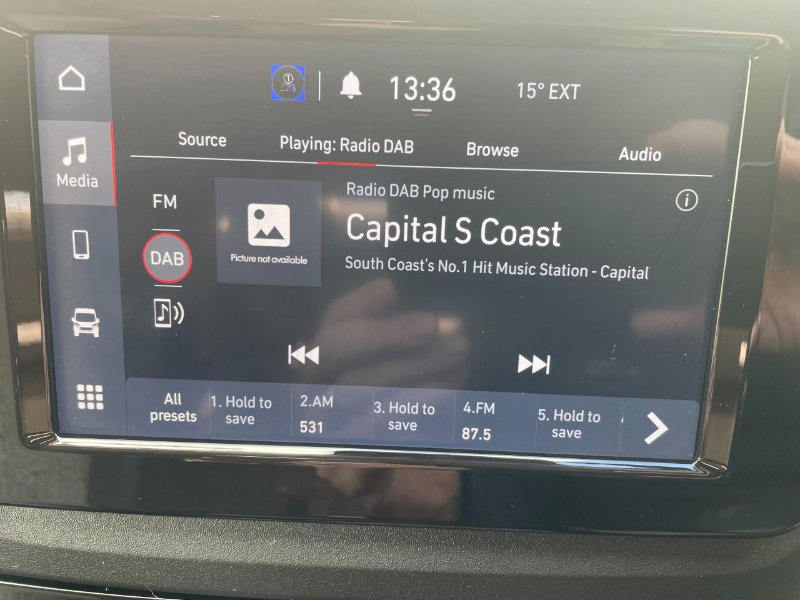 1
13:36
15° EXT
Source
Playing: Radio DAB
Browse
Audio
Media
FM
DAB
Picture not available
Radio DAB Pop music
i
Capital S Coast
South Coast's No.1 Hit Music Station - Capital
All
presets
1. Hold to
save
2.AM
531
3. Hold to
save
4.FM
87.5
5. Hold to
save